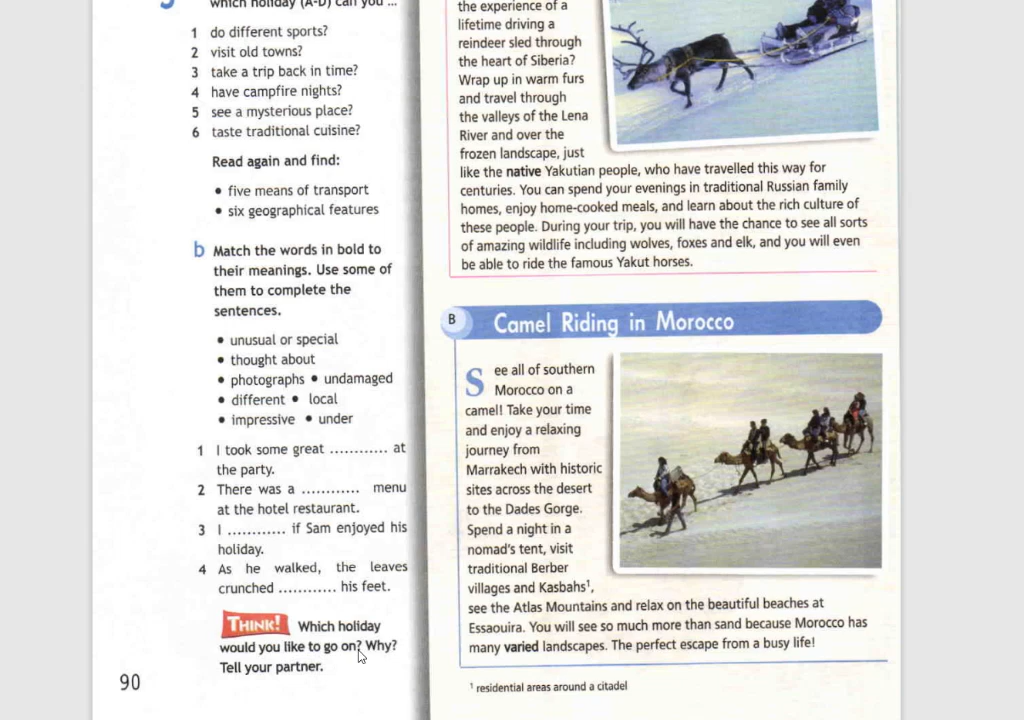 which holiday (A-D) can you ...
1 do different sports?
2 visit old towns?
3 take a trip back in time?
4 have campfire nights?
5 see a mysterious place?
6 taste traditional cuisine?
Read again and find:
• five means of transport
• six geographical features
b Match the words in bold to
their meanings. Use some of
them to complete the
sentences.
• unusual or special
• thought about
• photographs • undamaged
• different • local
• impressive • under
1 I took some great ............ at
the party.
2 There was a ............ menu
at the hotel restaurant.
3 I ............ if Sam enjoyed his
holiday.
4 As he walked, the leaves
crunched ............ his feet.
THINK! Which holiday
would you like to go on? Why?
Tell your partner.
90
the experience of a
lifetime driving a
reindeer sled through
the heart of Siberia?
Wrap up in warm furs
and travel through
the valleys of the Lena
River and over the
frozen landscape, just
like the native Yakutian people, who have travelled this way for
centuries. You can spend your evenings in traditional Russian family
homes, enjoy home-cooked meals, and learn about the rich culture of
these people. During your trip, you will have the chance to see all sorts
of amazing wildlife including wolves, foxes and elk, and you will even
be able to ride the famous Yakut horses.
B Camel Riding in Morocco
See all of southern
Morocco on a
camel! Take your time
and enjoy a relaxing
journey from
Marrakech with historic
sites across the desert
to the Dades Gorge.
Spend a night in a
nomad's tent, visit
traditional Berber
villages and Kasbahs¹,
see the Atlas Mountains and relax on the beautiful beaches at
Essaouira. You will see so much more than sand because Morocco has
many varied landscapes. The perfect escape from a busy life!
¹ residential areas around a citadel